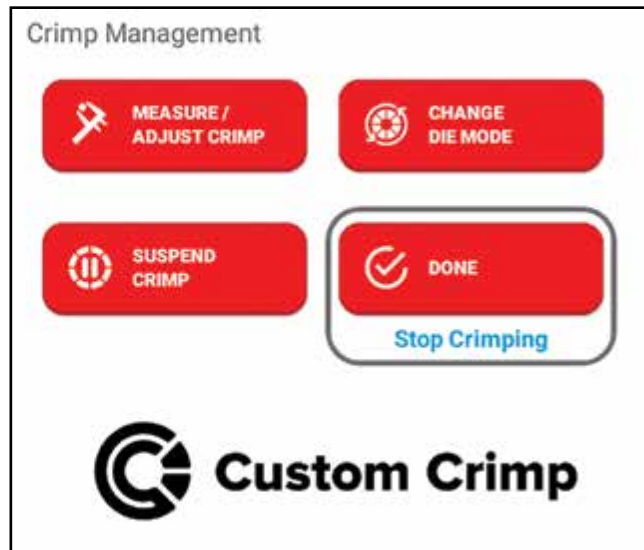 Crimp Management
MEASURE /
ADJUST CRIMP
CHANGE
DIE MODE
SUSPEND
CRIMP
DONE
Stop Crimping
Custom Crimp